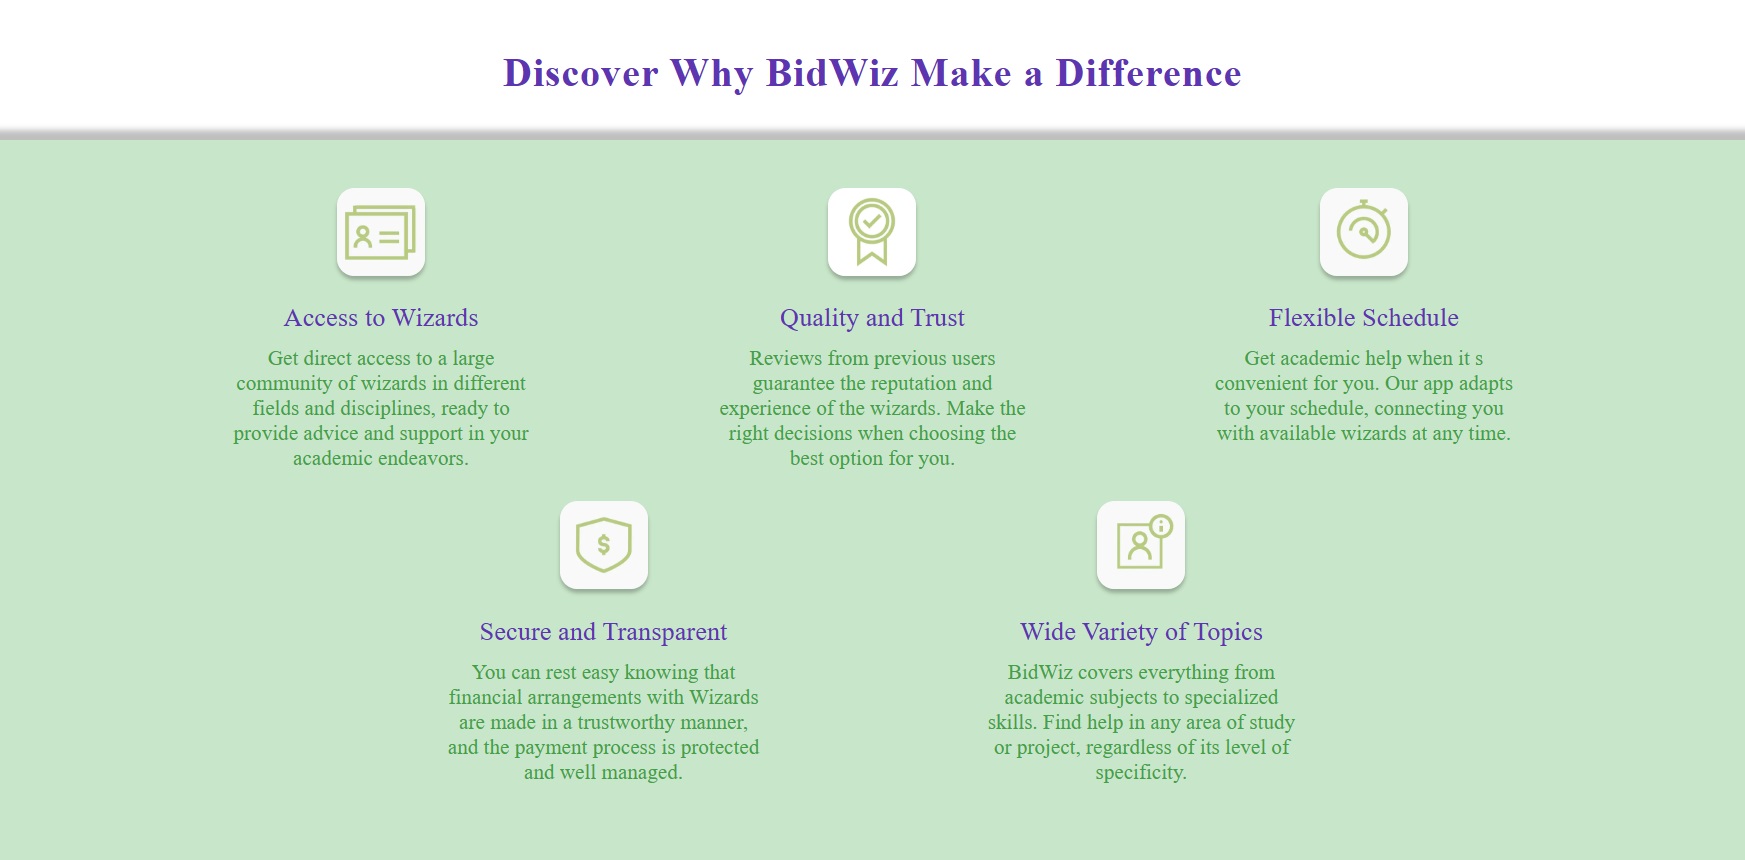 Discover Why BidWiz Make a Difference
Access to Wizards
Get direct access to a large
community of wizards in different
fields and disciplines, ready to
provide advice and support in your
academic endeavors.
Quality and Trust
Reviews from previous users
guarantee the reputation and
experience of the wizards. Make the
right decisions when choosing the
best option for you.
Flexible Schedule
Get academic help when it s
convenient for you. Our app adapts
to your schedule, connecting you
with available wizards at any time.
$
Secure and Transparent
You can rest easy knowing that
financial arrangements with Wizards
are made in a trustworthy manner,
and the payment process is protected
and well managed.
i
Wide Variety of Topics
BidWiz covers everything from
academic subjects to specialized
skills. Find help in any area of study
or project, regardless of its level of
specificity.